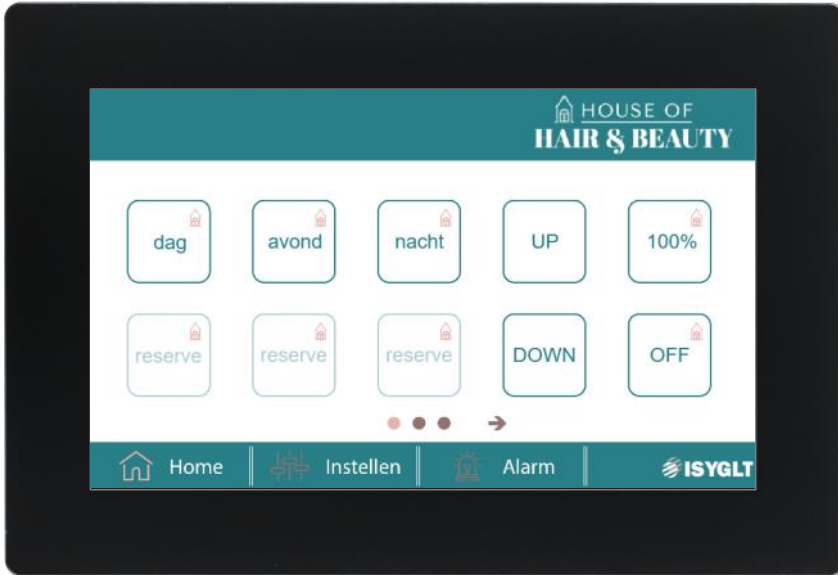 HOUSE OF
HAIR & BEAUTY
dag avond nacht UP 100%
reserve reserve reserve DOWN OFF
Home Instellen Alarm ISYGLT